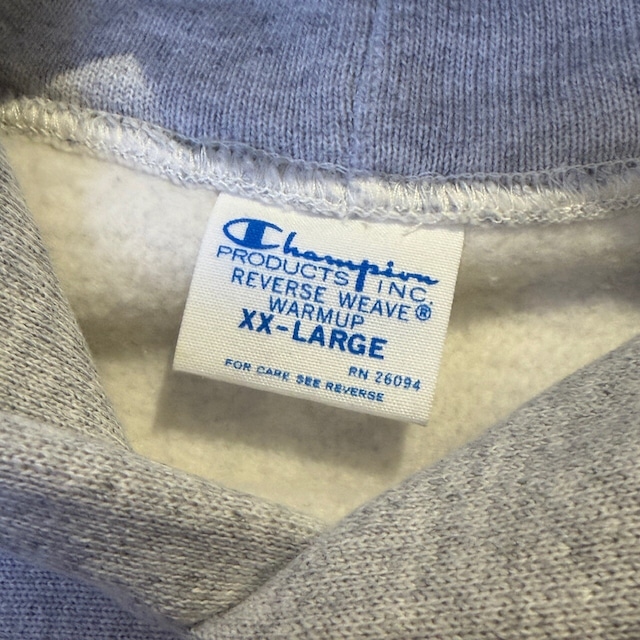 Champion
PRODUCTS INC.
REVERSE WEAVE®
WARMUP
XX-LARGE
RN 26094
FOR CARE SEE REVERSE